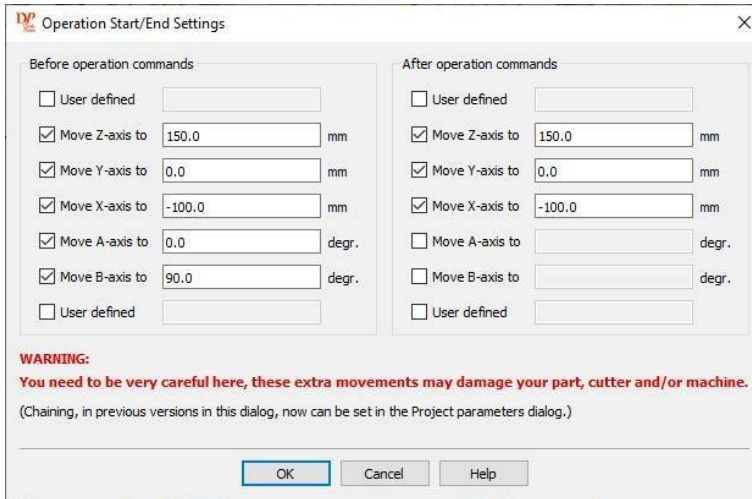 DP
Operation Start/End Settings
Before operation commands
User defined
Move Z-axis to 150.0 mm
Move Y-axis to 0.0 mm
Move X-axis to -100.0 mm
Move A-axis to 0.0 degr.
Move B-axis to 90.0 degr.
User defined
After operation commands
User defined
Move Z-axis to 150.0 mm
Move Y-axis to 0.0 mm
Move X-axis to -100.0 mm
Move A-axis to degr.
Move B-axis to degr.
User defined
WARNING:
You need to be very careful here, these extra movements may damage your part, cutter and/or machine.
(Chaining, in previous versions in this dialog, now can be set in the Project parameters dialog.)
OK Cancel Help